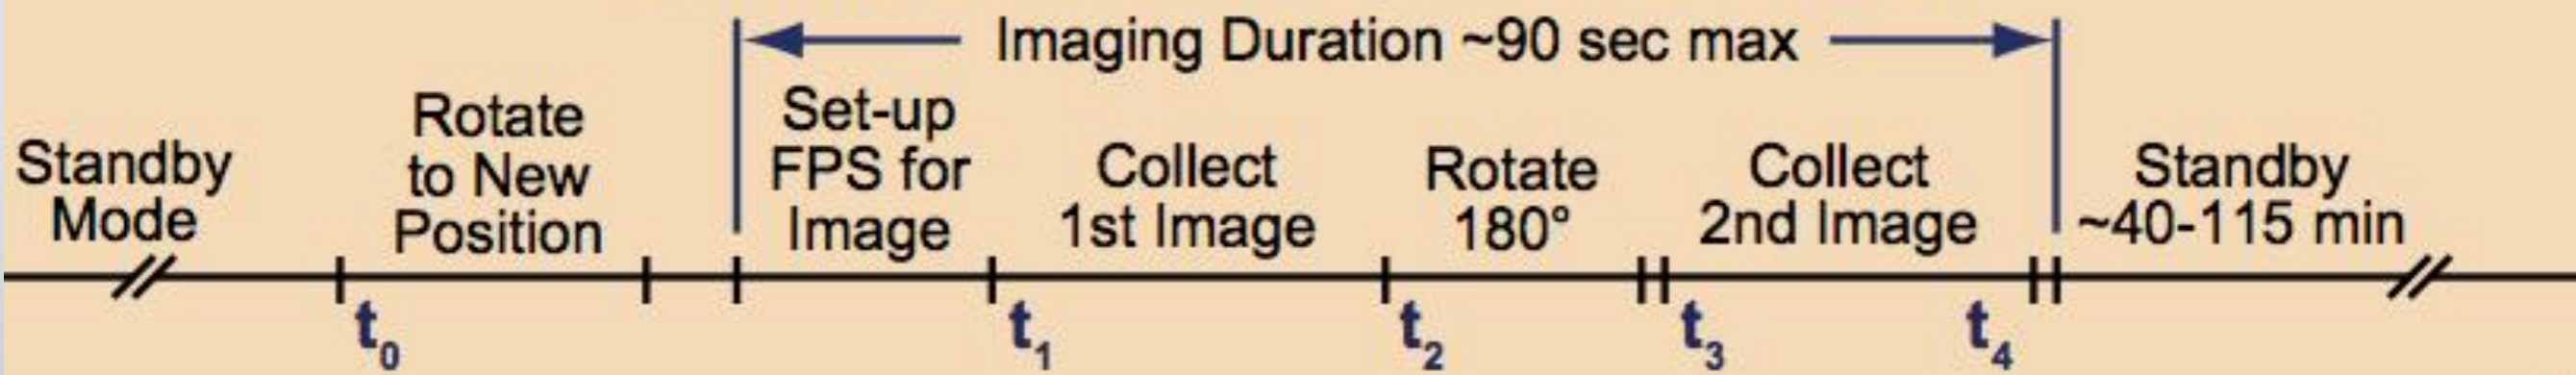 Imaging Duration ~90 sec max
Standby
Mode
Rotate
to New
Position
Set-up
FPS for
Image
Collect
1st Image
Rotate
180°
Collect
2nd Image
Standby
~40-115 min
t₀
t₁
t₂
t₃
t₄